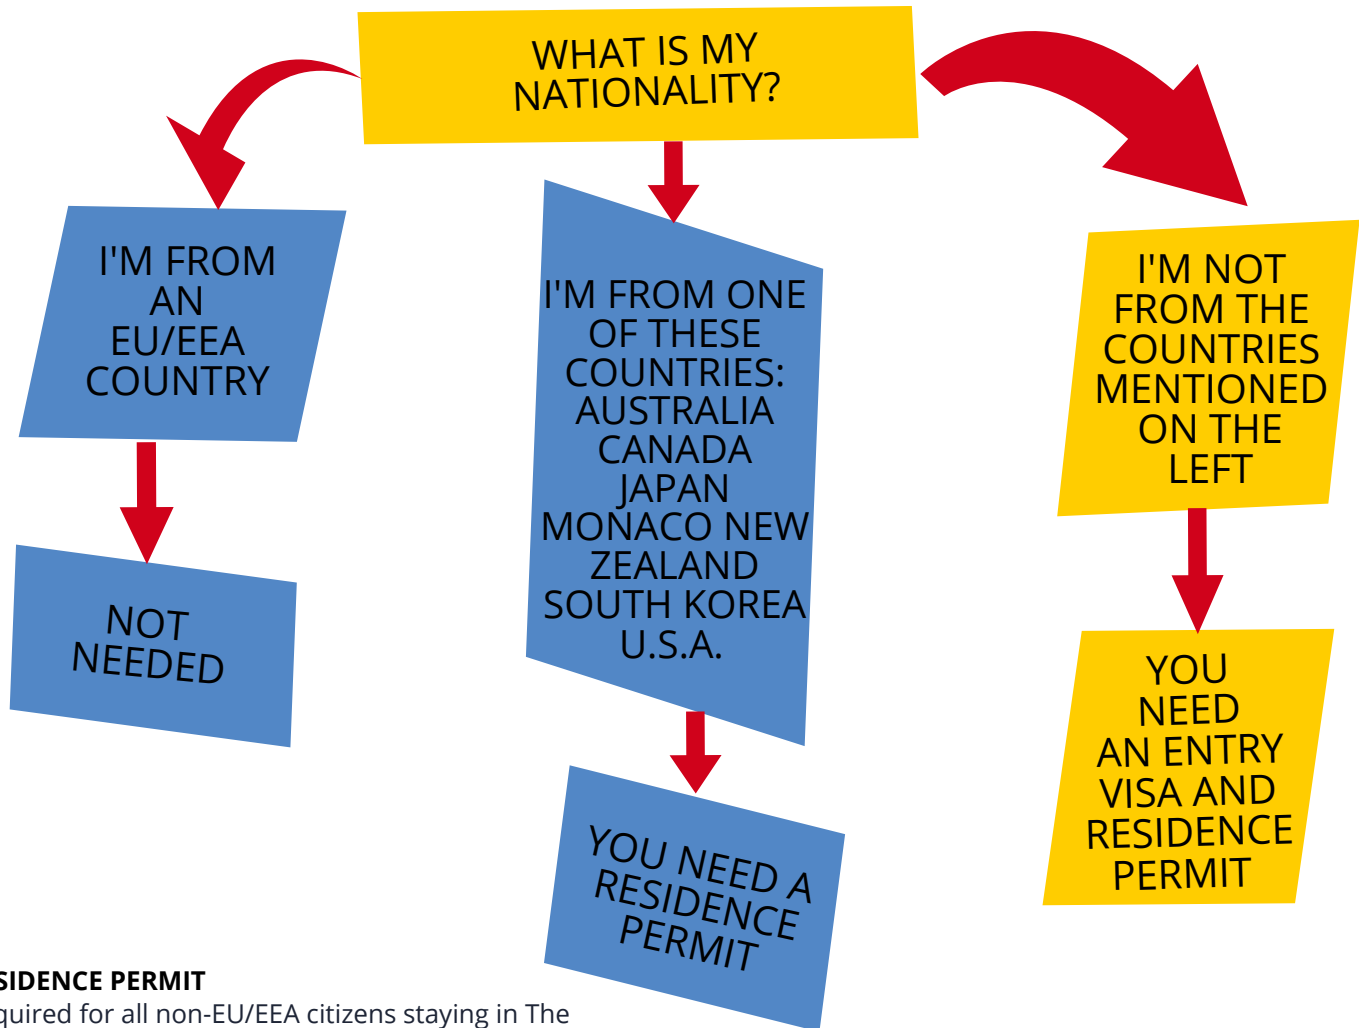 WHAT IS MY
NATIONALITY?
I'M FROM
AN
EU/EEA
COUNTRY
NOT
NEEDED
I'M FROM ONE
OF THESE
COUNTRIES:
AUSTRALIA
CANADA
JAPAN
MONACO NEW
ZEALAND
SOUTH KOREA
U.S.A.
YOU NEED A
RESIDENCE
PERMIT
I'M NOT
FROM THE
COUNTRIES
MENTIONED
ON THE
LEFT
YOU
NEED
AN ENTRY
VISA AND
RESIDENCE
PERMIT
SIDENCE PERMIT
quired for all non-EU/EEA citizens staying in The